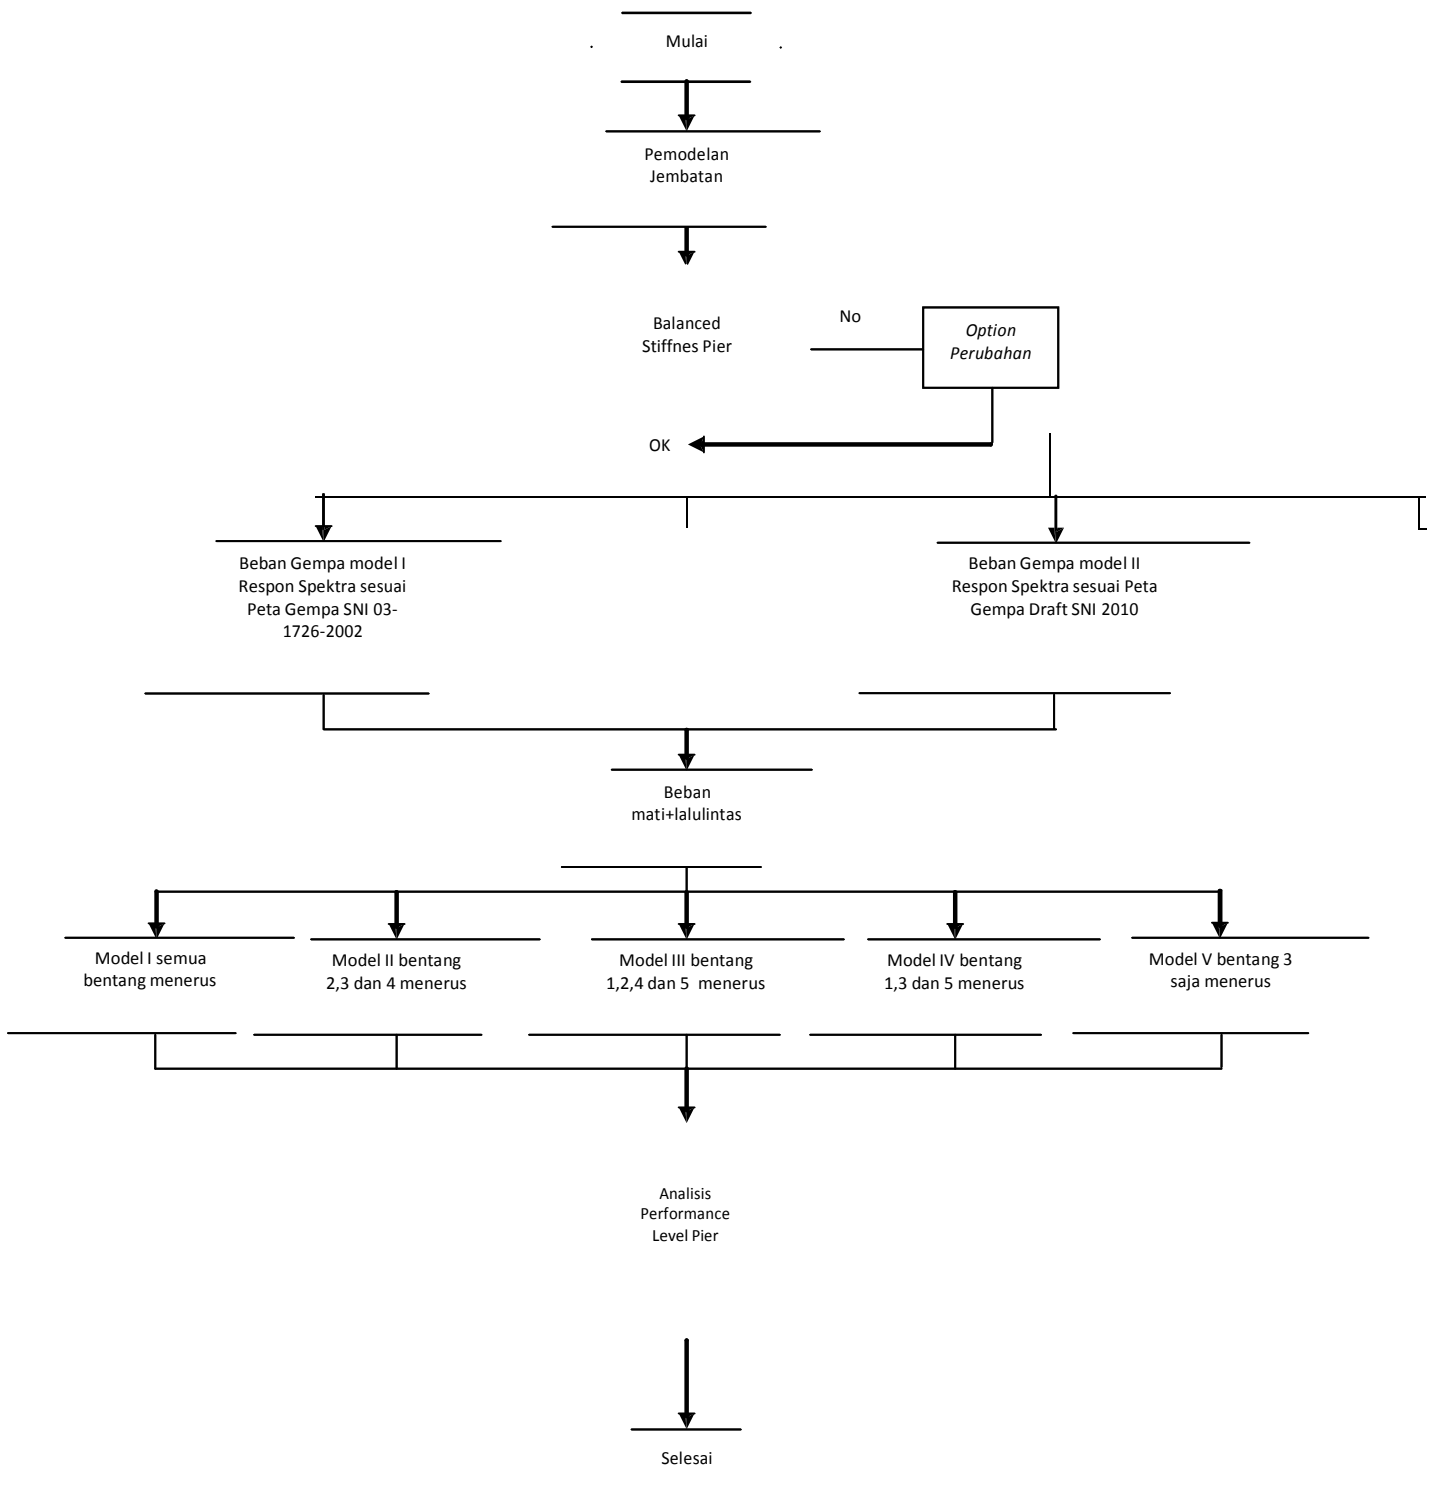 Mulai
Pemodelan
Jembatan
Balanced
Stiffnes Pier
No
Option
Perubahan
OK
Beban Gempa model I
Respon Spektra sesuai
Peta Gempa SNI 03-
1726-2002
Beban Gempa model II
Respon Spektra sesuai Peta
Gempa Draft SNI 2010
Beban
mati+lalulintas
Model I semua
bentang menerus
Model II bentang
2,3 dan 4 menerus
Model III bentang
1,2,4 dan 5  menerus
Model IV bentang
1,3 dan 5 menerus
Model V bentang 3
saja menerus
Analisis
Performance
Level Pier
Selesai